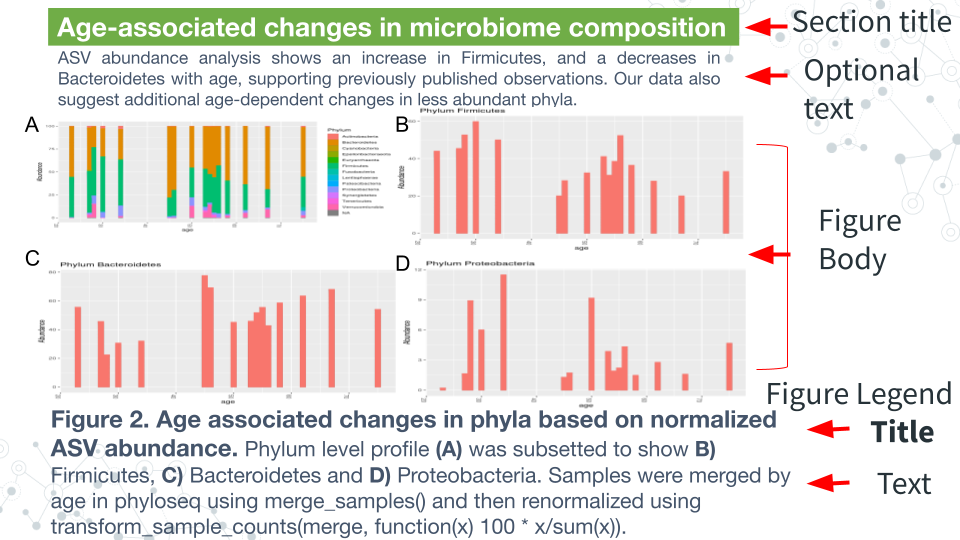 Age-associated changes in microbiome composition
Section title
ASV abundance analysis shows an increase in Firmicutes, and a decreases in
Bacteroidetes with age, supporting previously published observations. Our data also
suggest additional age-dependent changes in less abundant phyla.
Optional
text
A
Phylum
Actinobacteria
Bacteroidetes
Cyanobacteria
Epsilonbacteraeota
Euryarchaeota
Firmicutes
Fusobacteria
Lentisphaerae
Patescibacteria
Proteobacteria
Synergistetes
Tenericutes
Verrucomicrobia
NA
Abundance
age
B
Phylum Firmicutes
Abundance
age
Figure
Body
C
Phylum Bacteroidetes
Abundance
age
D
Phylum Proteobacteria
Abundance
age
Figure Legend
Title
Text
Figure 2. Age associated changes in phyla based on normalized
ASV abundance. Phylum level profile (A) was subsetted to show B)
Firmicutes, C) Bacteroidetes and D) Proteobacteria. Samples were merged by
age in phyloseq using merge_samples() and then renormalized using
transform_sample_counts(merge, function(x) 100 * x/sum(x)).